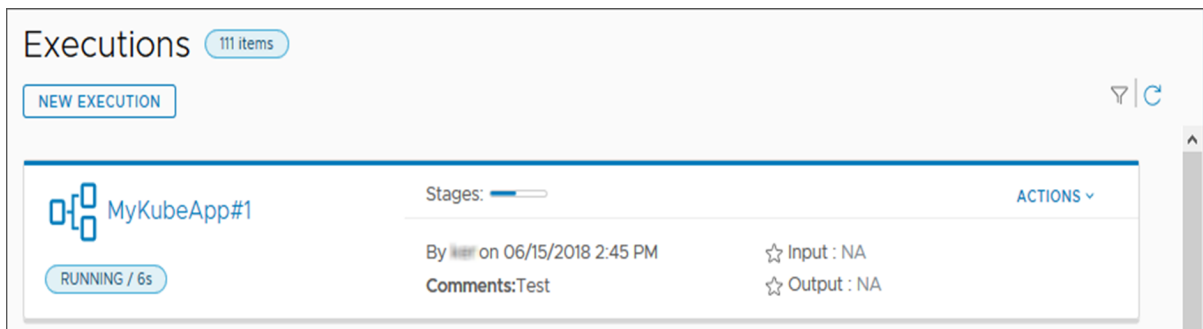 Executions 111 items
NEW EXECUTION
MyKubeApp#1
RUNNING / 6s
Stages:
ACTIONS
By on 06/15/2018 2:45 PM
Comments:Test
Input : NA
Output : NA